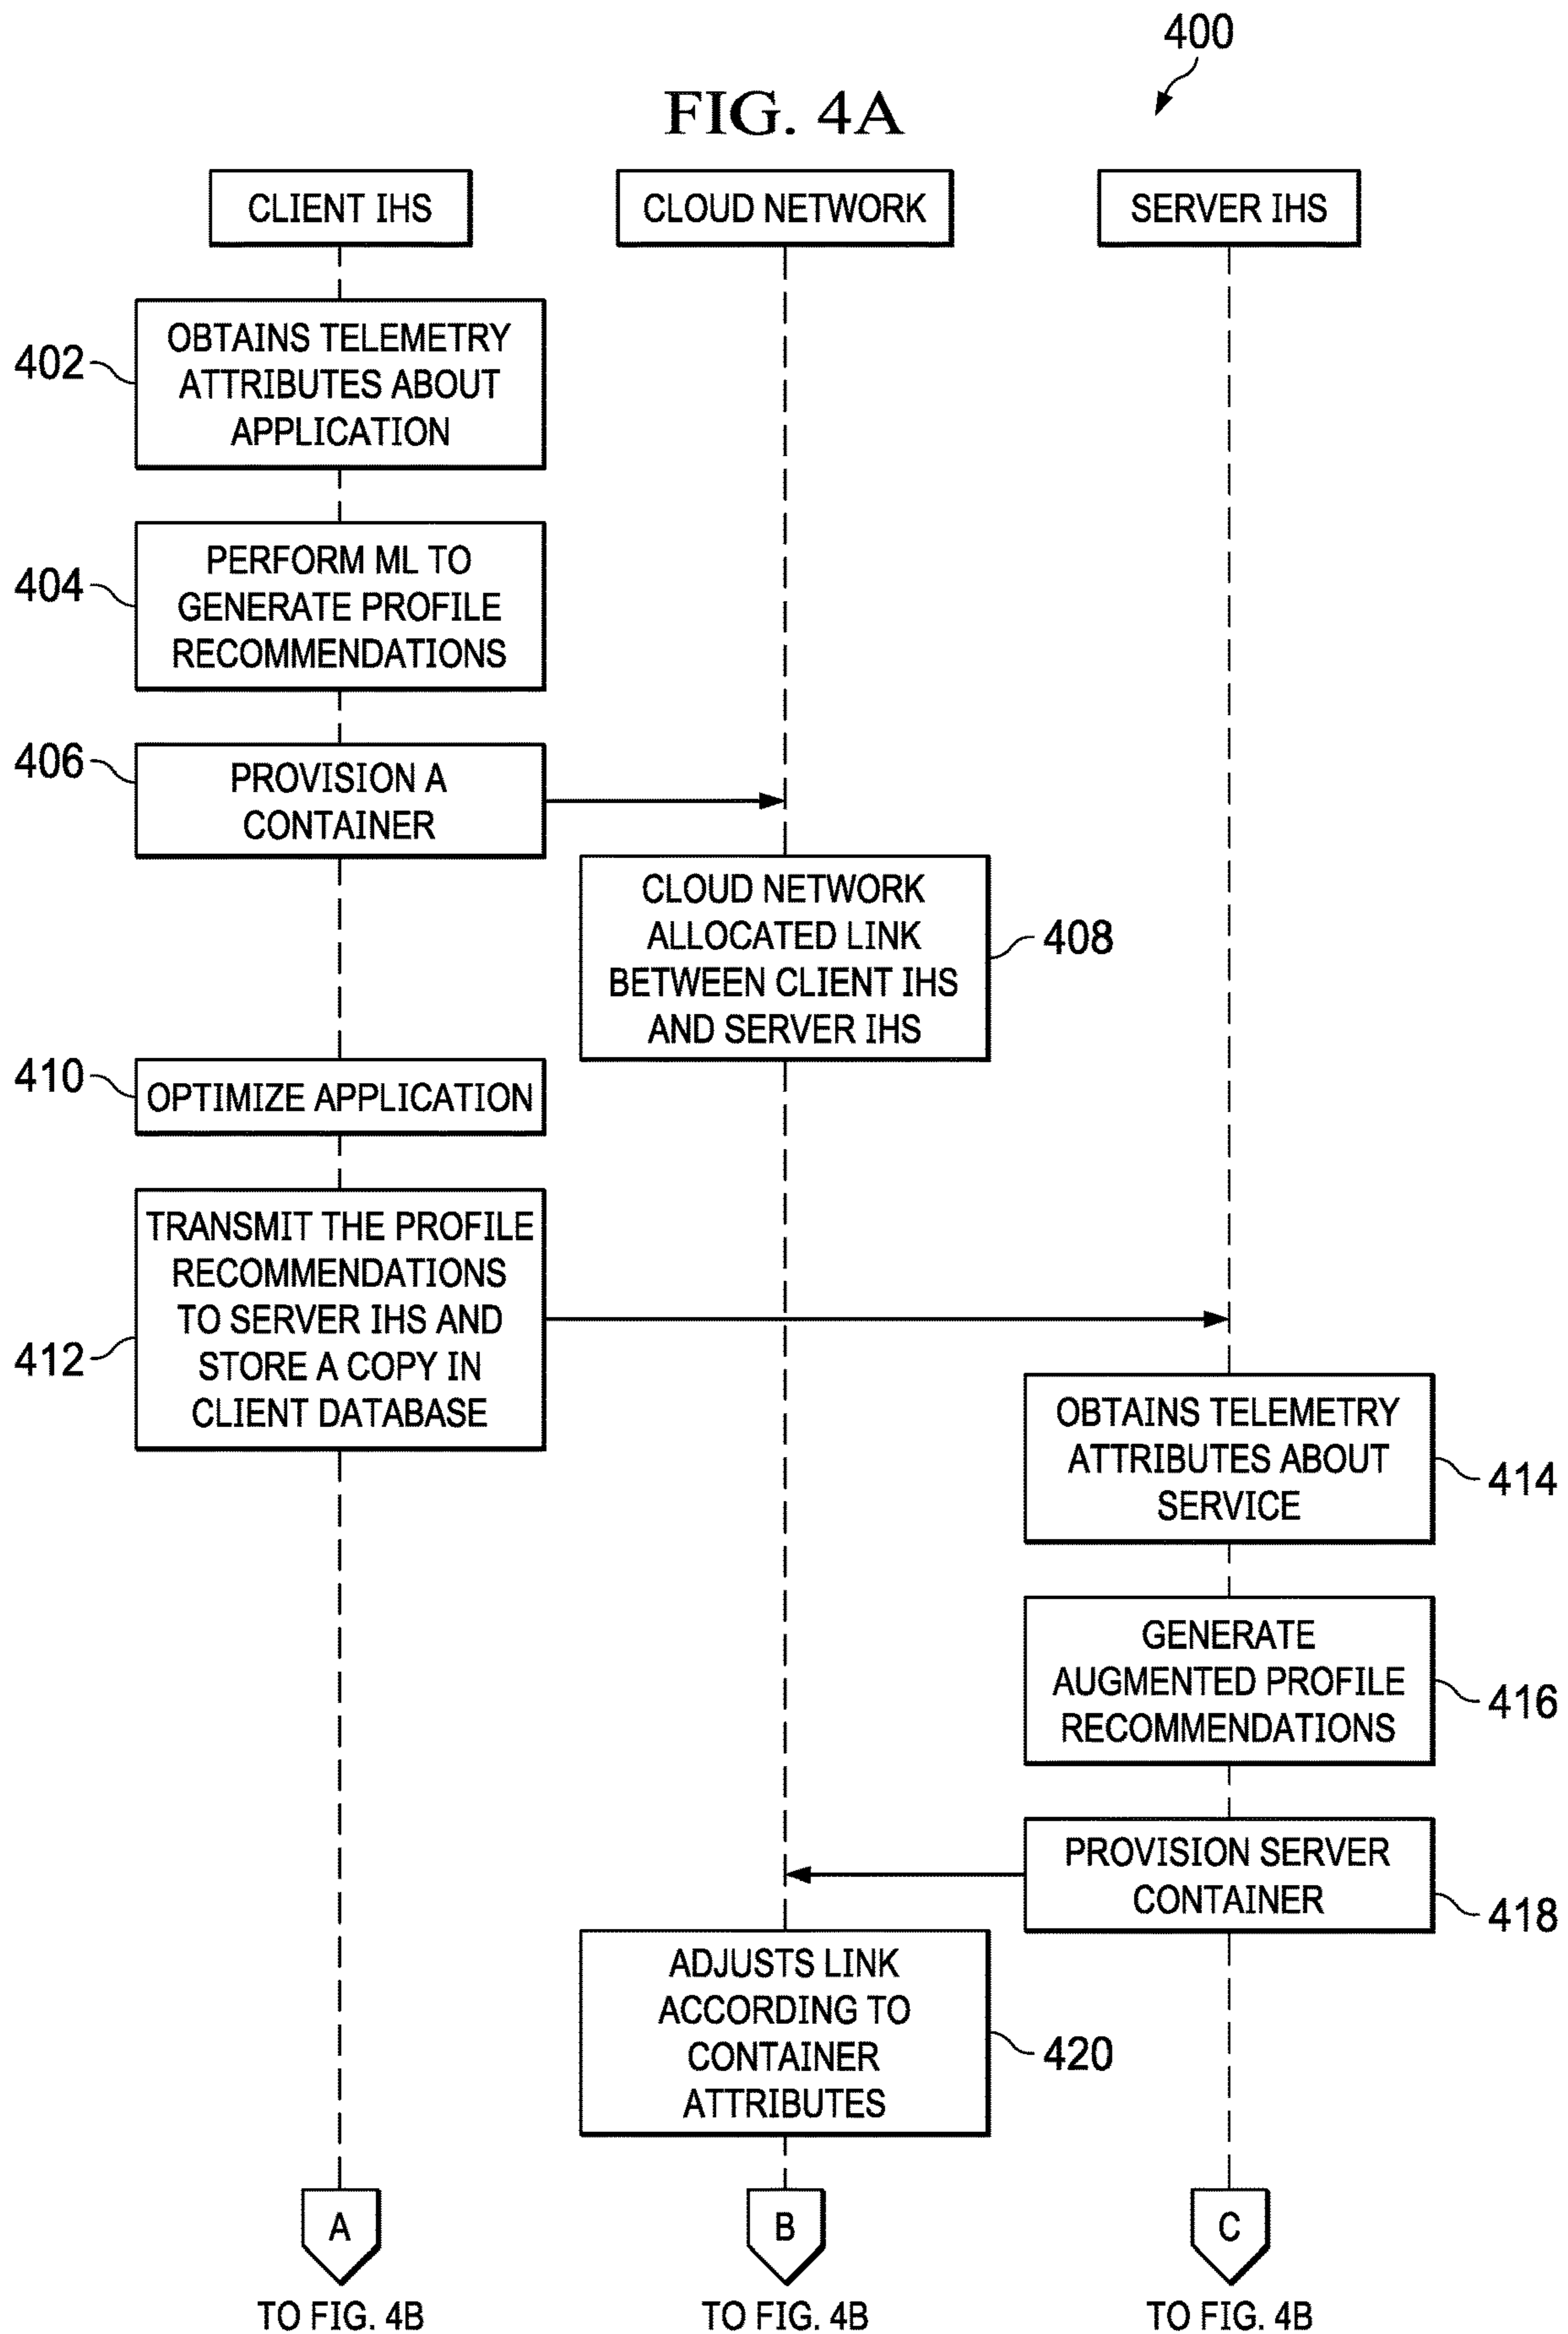 400
FIG. 4A
CLIENT IHS
CLOUD NETWORK
SERVER IHS
402
OBTAINS TELEMETRY
ATTRIBUTES ABOUT
APPLICATION
404
PERFORM ML TO
GENERATE PROFILE
RECOMMENDATIONS
406
PROVISION A
CONTAINER
CLOUD NETWORK
ALLOCATED LINK
BETWEEN CLIENT IHS
AND SERVER IHS
408
410
OPTIMIZE APPLICATION
412
TRANSMIT THE PROFILE
RECOMMENDATIONS
TO SERVER IHS AND
STORE A COPY IN
CLIENT DATABASE
OBTAINS TELEMETRY
ATTRIBUTES ABOUT
SERVICE
414
GENERATE
AUGMENTED PROFILE
RECOMMENDATIONS
416
PROVISION SERVER
CONTAINER
418
ADJUSTS LINK
ACCORDING TO
CONTAINER
ATTRIBUTES
420
A
B
C
TO FIG. 4B
TO FIG. 4B
TO FIG. 4B